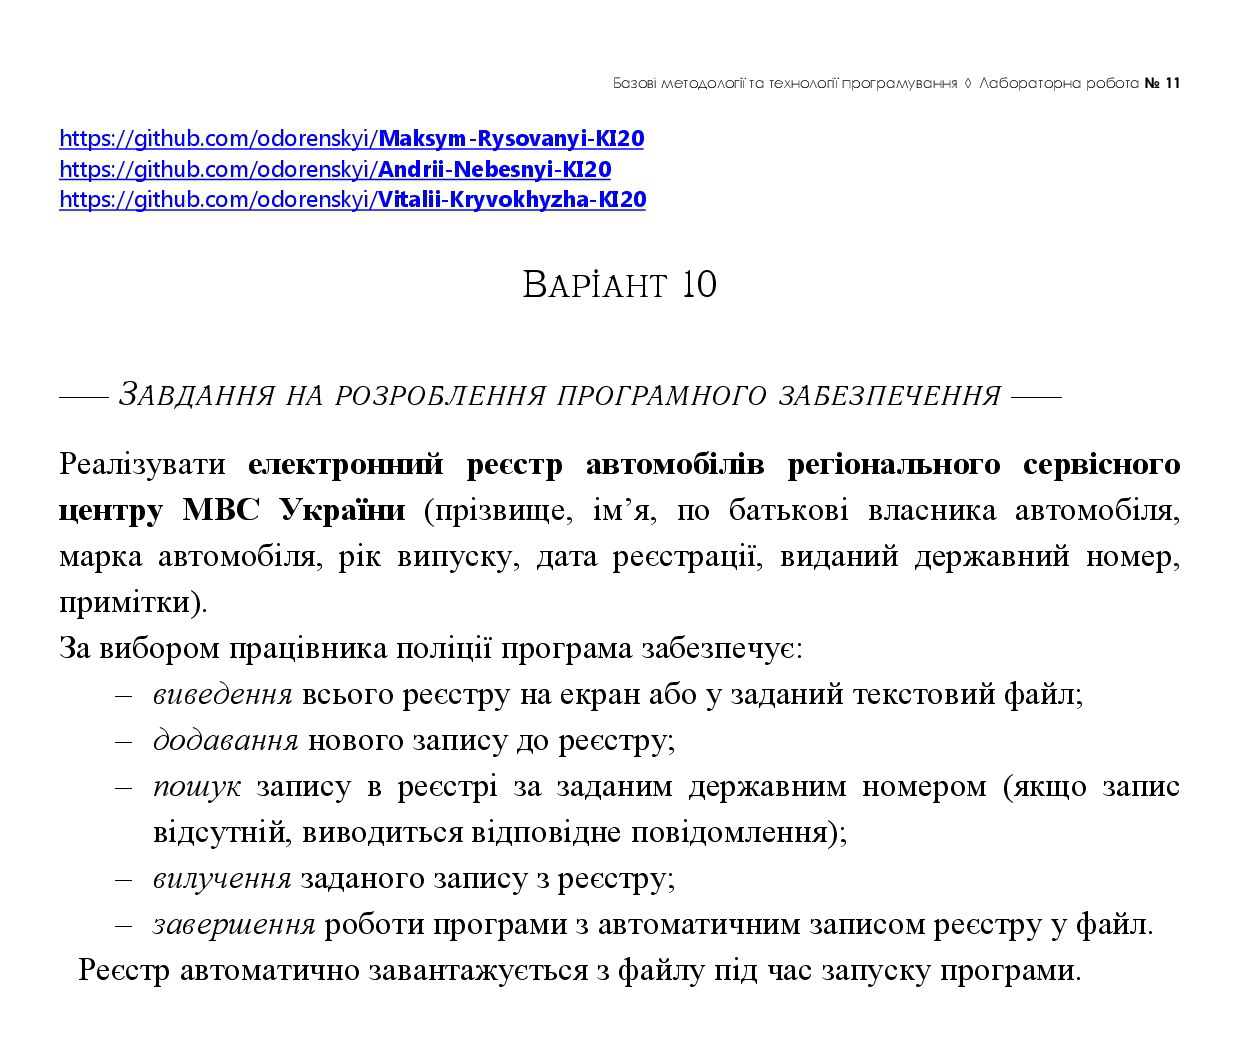 Базові методології та технології програмування ◊ Лабораторна робота № 11
https://github.com/odorenskyi/Maksym-Rysovanyi-KI20
https://github.com/odorenskyi/Andrii-Nebesnyi-KI20
https://github.com/odorenskyi/Vitalii-Kryvokhyzha-KI20
ВАРІАНТ 10
— ЗАВДАННЯ НА РОЗРОБЛЕННЯ ПРОГРАМНОГО ЗАБЕЗПЕЧЕННЯ —
Реалізувати електронний реєстр автомобілів регіонального сервісного
центру МВС України (прізвище, ім’я, по батькові власника автомобіля,
марка автомобіля, рік випуску, дата реєстрації, виданий державний номер,
примітки).
За вибором працівника поліції програма забезпечує:
– виведення всього реєстру на екран або у заданий текстовий файл;
– додавання нового запису до реєстру;
– пошук запису в реєстрі за заданим державним номером (якщо запис
відсутній, виводиться відповідне повідомлення);
– вилучення заданого запису з реєстру;
– завершення роботи програми з автоматичним записом реєстру у файл.
Реєстр автоматично завантажується з файлу під час запуску програми.